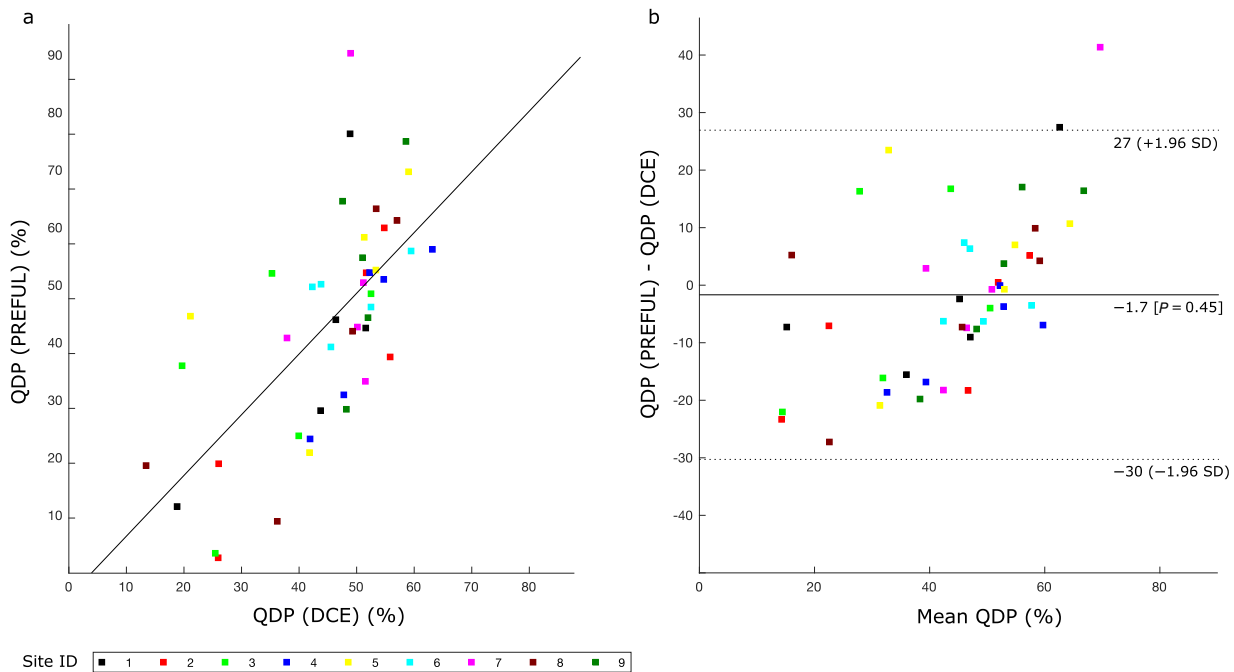 a
QDP (PREFUL) (%)
90
80
70
60
50
40
30
20
10
0 10 20 30 40 50 60 70 80
QDP (DCE) (%)
b
QDP (PREFUL) - QDP (DCE)
40
30
20
10
0
-10
-20
-30
-40
27 (+1.96 SD)
−1.7 [P = 0.45]
−30 (−1.96 SD)
0 20 40 60 80
Mean QDP (%)
Site ID 1 2 3 4 5 6 7 8 9